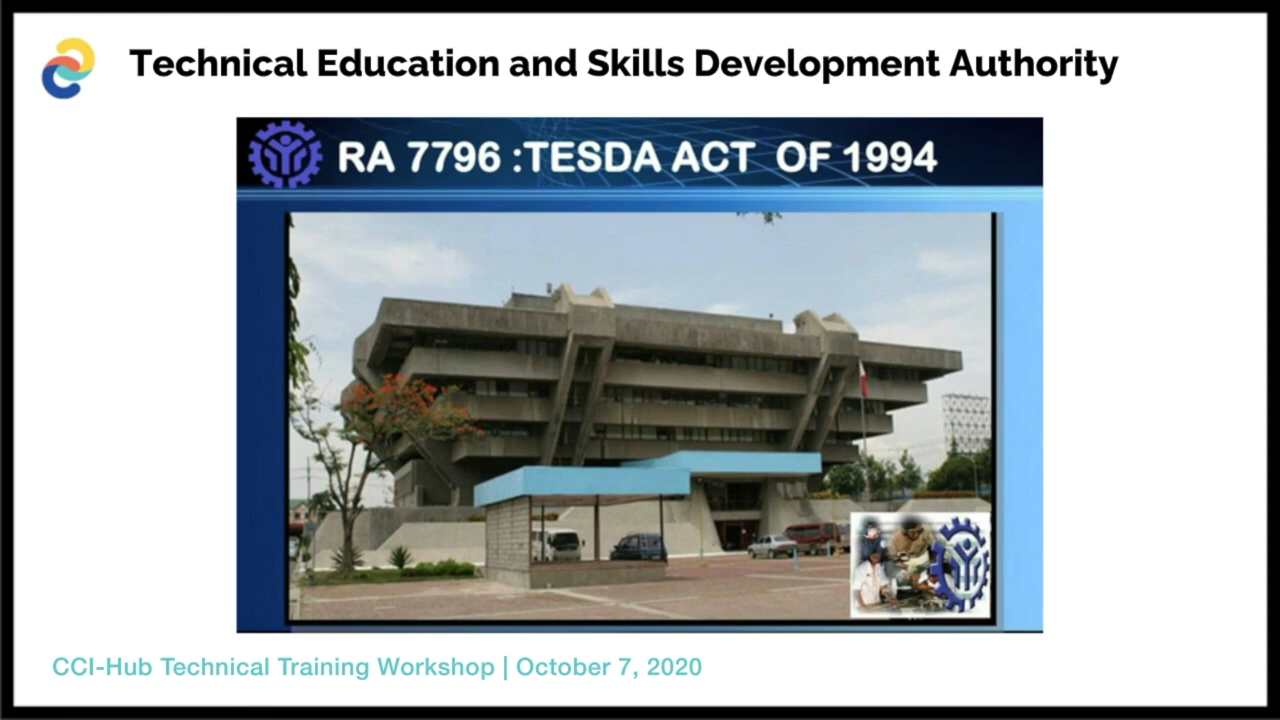 Technical Education and Skills Development Authority
RA 7796 :TESDA ACT OF 1994
CCI-Hub Technical Training Workshop | October 7, 2020